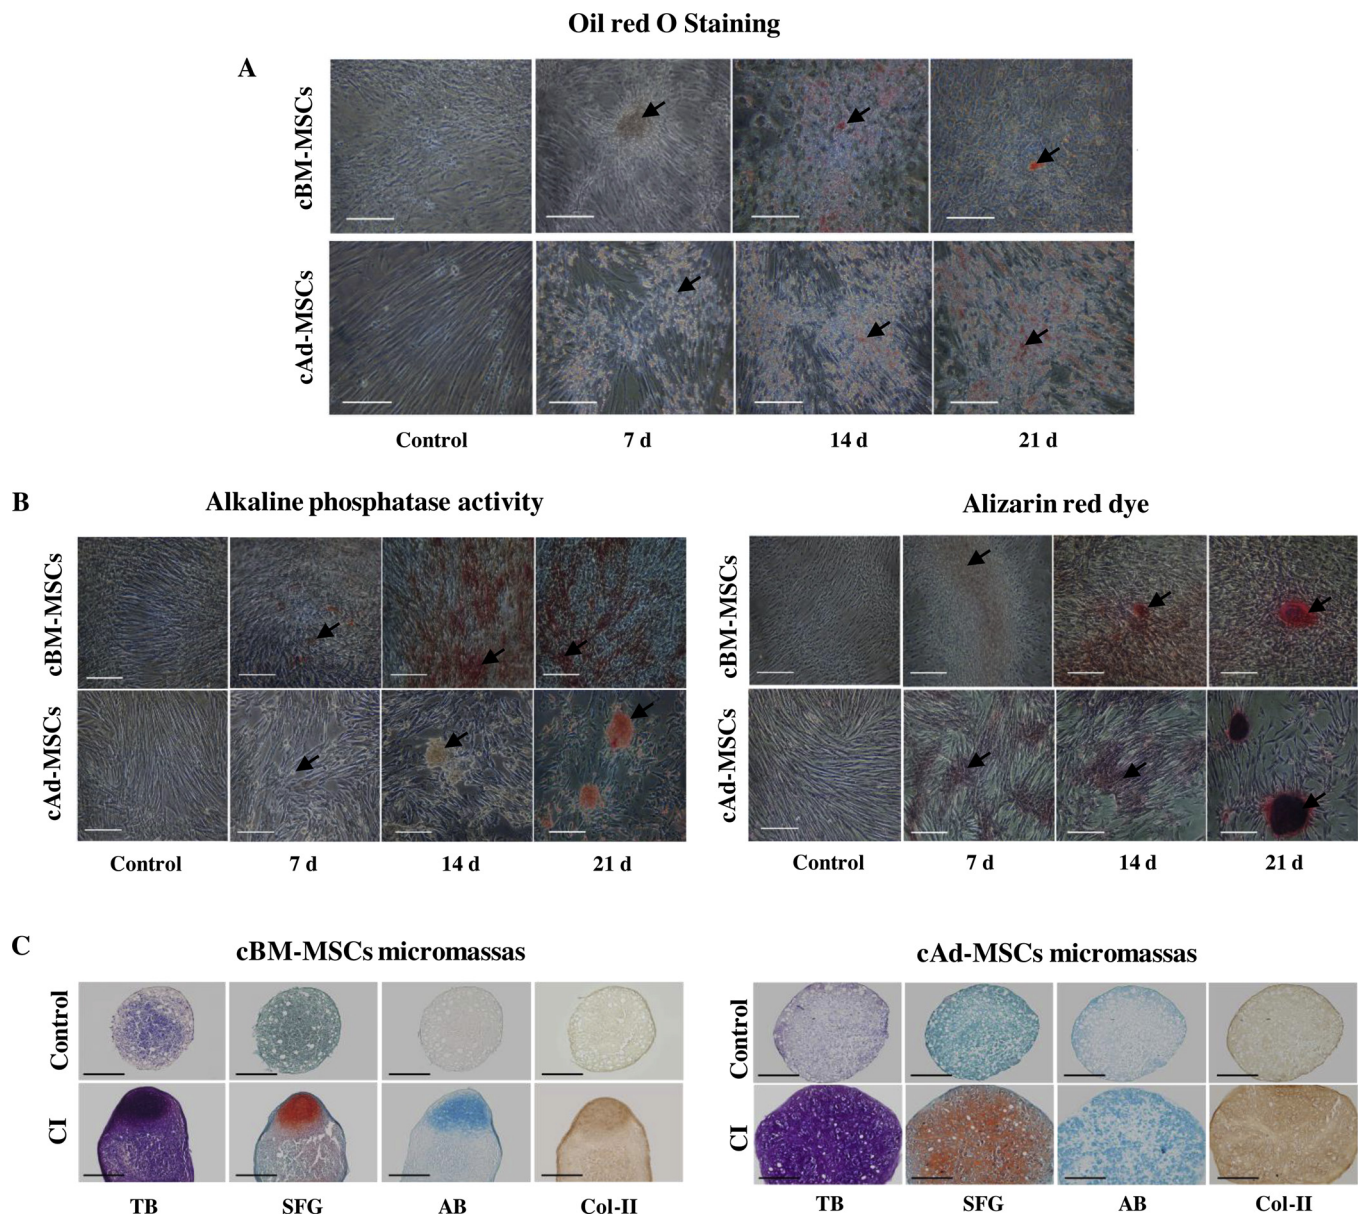 Oil red O Staining
A
cBM-MSCs
cAd-MSCs
Control 7 d 14 d 21 d
B
Alkaline phosphatase activity
Alizarin red dye
cBM-MSCs
cAd-MSCs
Control 7 d 14 d 21 d
cBM-MSCs
cAd-MSCs
Control 7 d 14 d 21 d
C
cBM-MSCs micromassas
cAd-MSCs micromassas
Control
CI
TB SFG AB Col-II
Control
CI
TB SFG AB Col-II